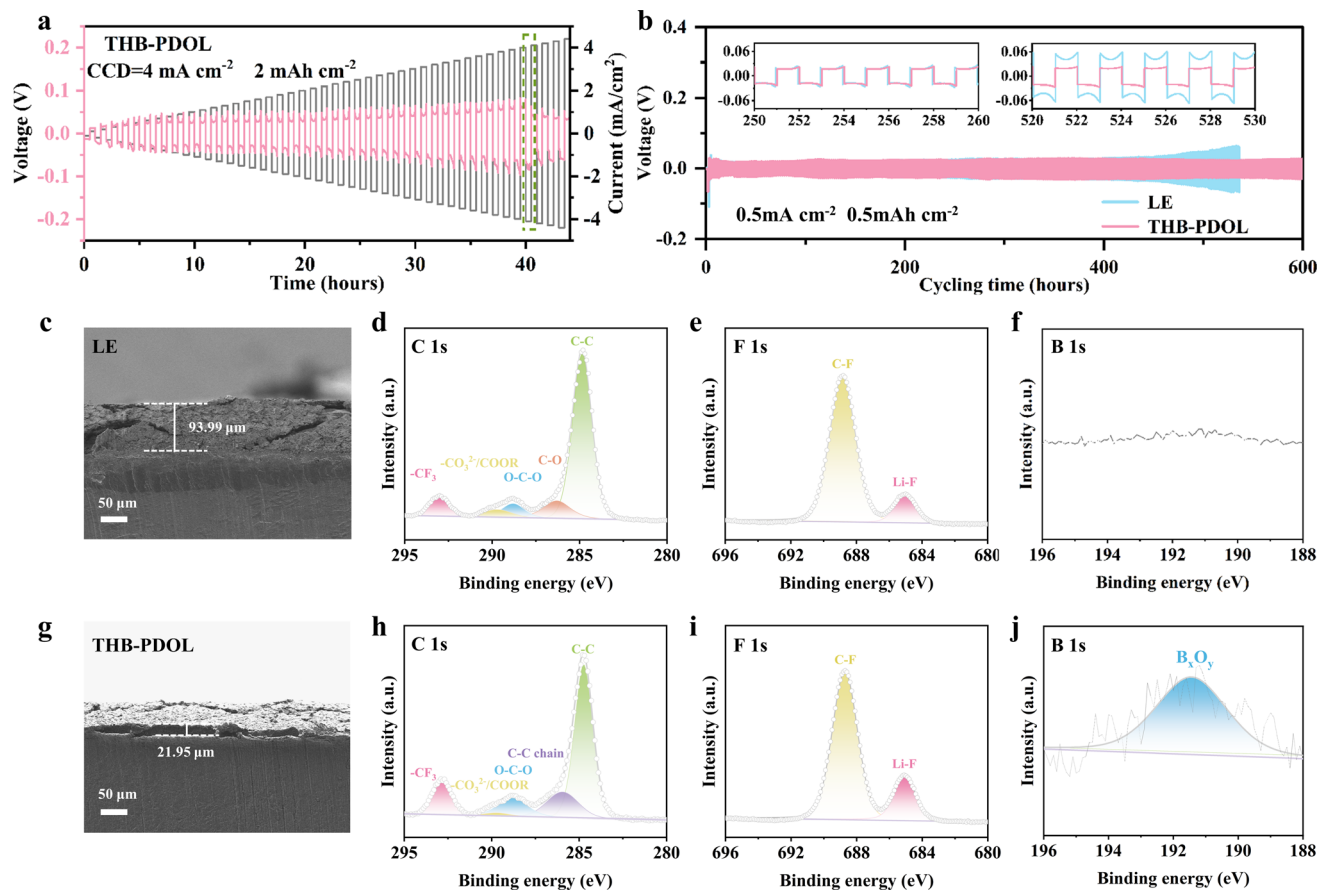 a
THB-PDOL
CCD=4 mA cm⁻² 2 mAh cm⁻²
0.2
0.1
0.0
-0.1
-0.2
Voltage (V)
4
2
0
-2
-4
Current (mA/cm²)
0 10 20 30 40
Time (hours)
b
0.4
0.2
0.0
-0.2
Voltage (V)
0.06
0.00
-0.06
250 252 254 256 258 260
0.06
0.00
-0.06
520 522 524 526 528 530
0.5mA cm⁻² 0.5mAh cm⁻²
LE
THB-PDOL
0 200 400 600
Cycling time (hours)
c
LE
93.99 μm
50 μm
d
C 1s
C-C
C-O
-CO₃²⁻/COOR
O-C-O
-CF₃
Intensity (a.u.)
295 290 285 280
Binding energy (eV)
e
F 1s
C-F
Li-F
Intensity (a.u.)
696 692 688 684 680
Binding energy (eV)
f
B 1s
Intensity (a.u.)
196 194 192 190 188
Binding energy (eV)
g
THB-PDOL
21.95 μm
50 μm
h
C 1s
C-C
C-C chain
O-C-O
-CF₃
-CO₃²⁻/COOR
Intensity (a.u.)
295 290 285 280
Binding energy (eV)
i
F 1s
C-F
Li-F
Intensity (a.u.)
696 692 688 684 680
Binding energy (eV)
j
B 1s
BₓOᵧ
Intensity (a.u.)
196 194 192 190 188
Binding energy (eV)